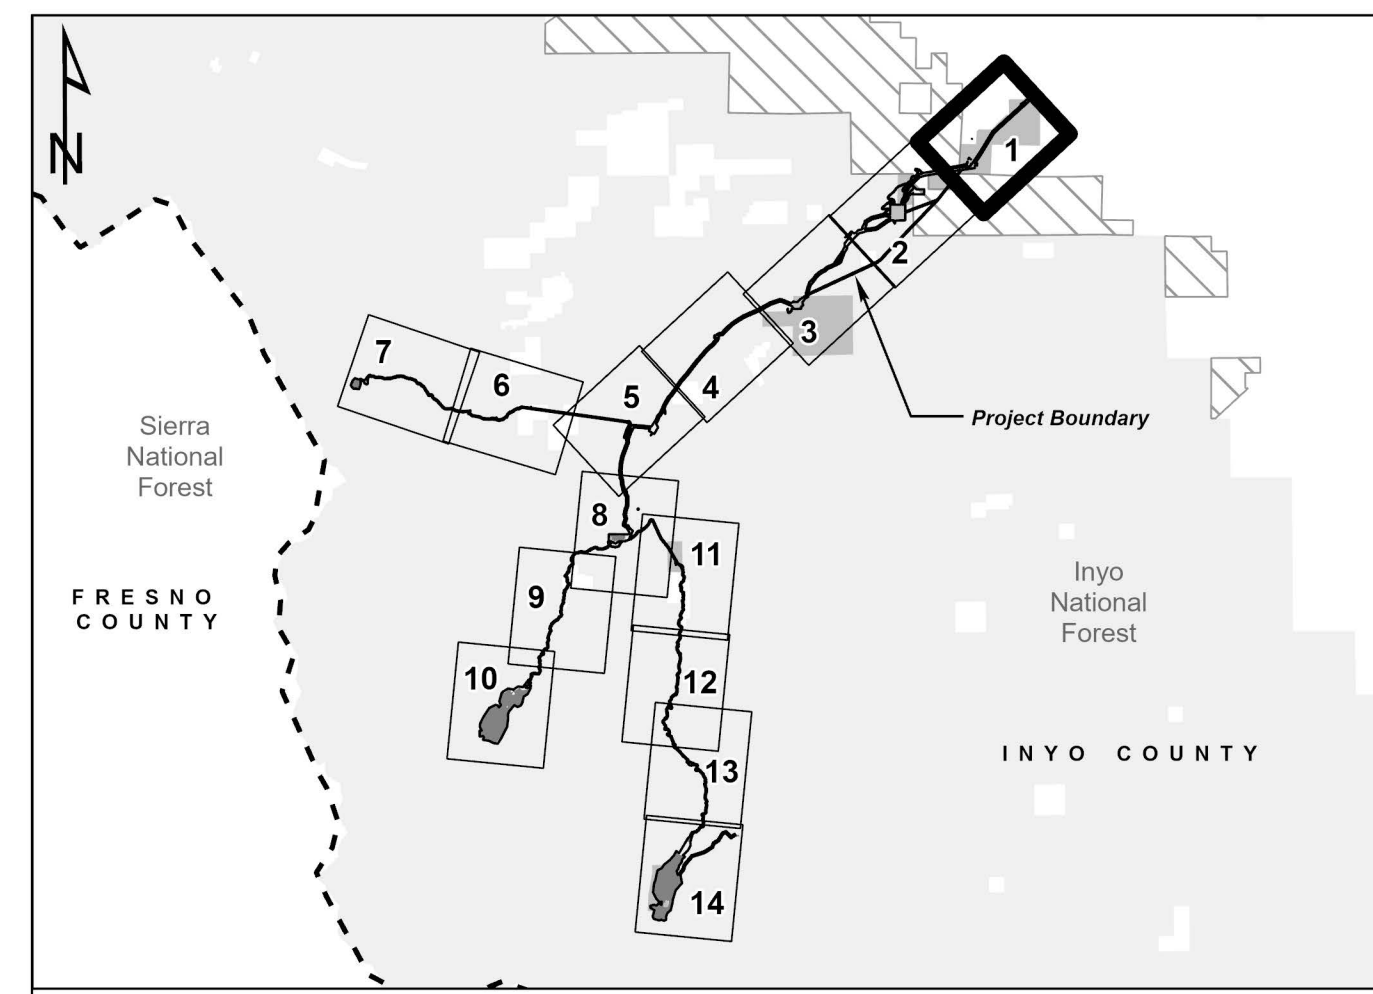 N
1
2
3
4
5
6
7
Project Boundary
Sierra
National
Forest
8
11
9
FRESNO
COUNTY
Inyo
National
Forest
10
12
INYO COUNTY
13
14